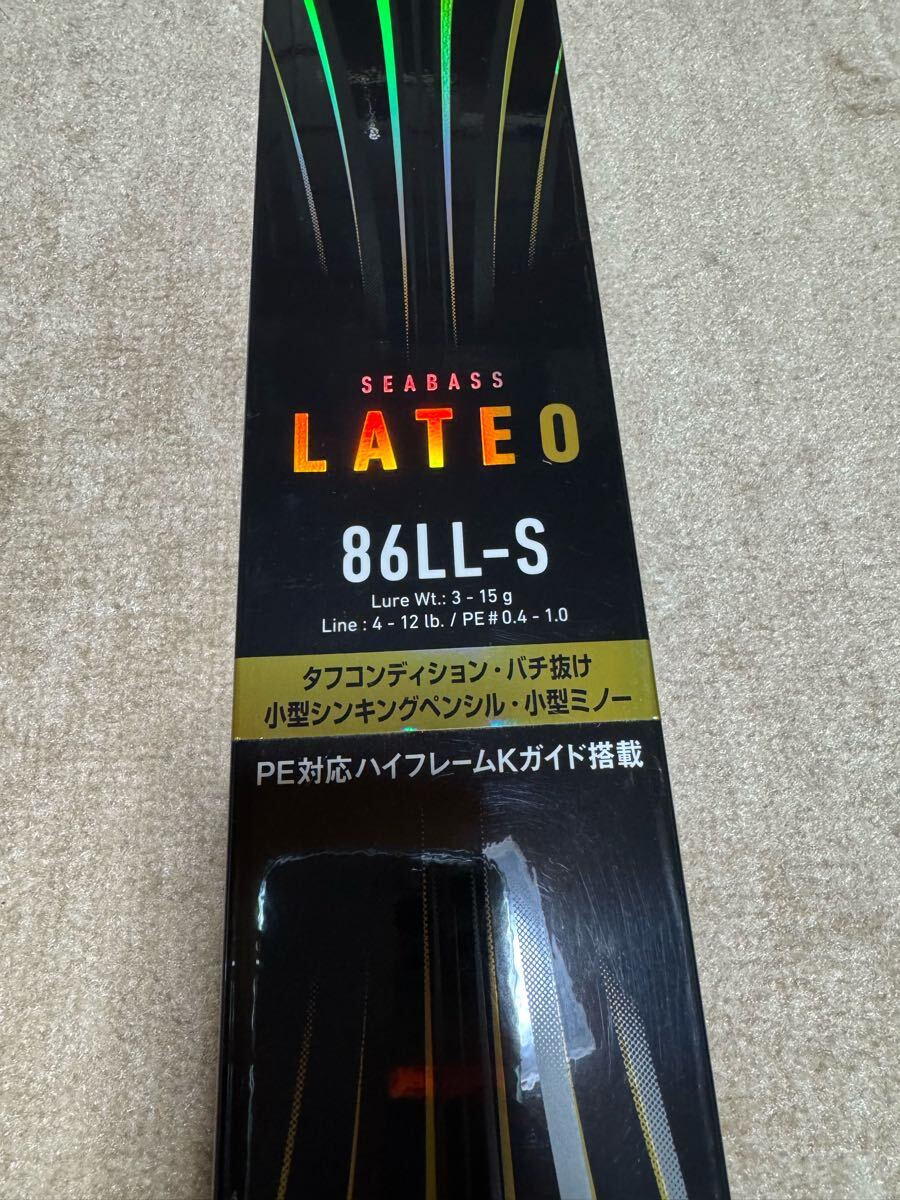 SEABASS
LATEO
86LL-S
Lure Wt.: 3 - 15 g
Line : 4 - 12 lb. / PE#0.4 - 1.0
タフコンディション・バチ抜け
小型シンキングペンシル・小型ミノー
PE対応ハイフレームKガイド搭載